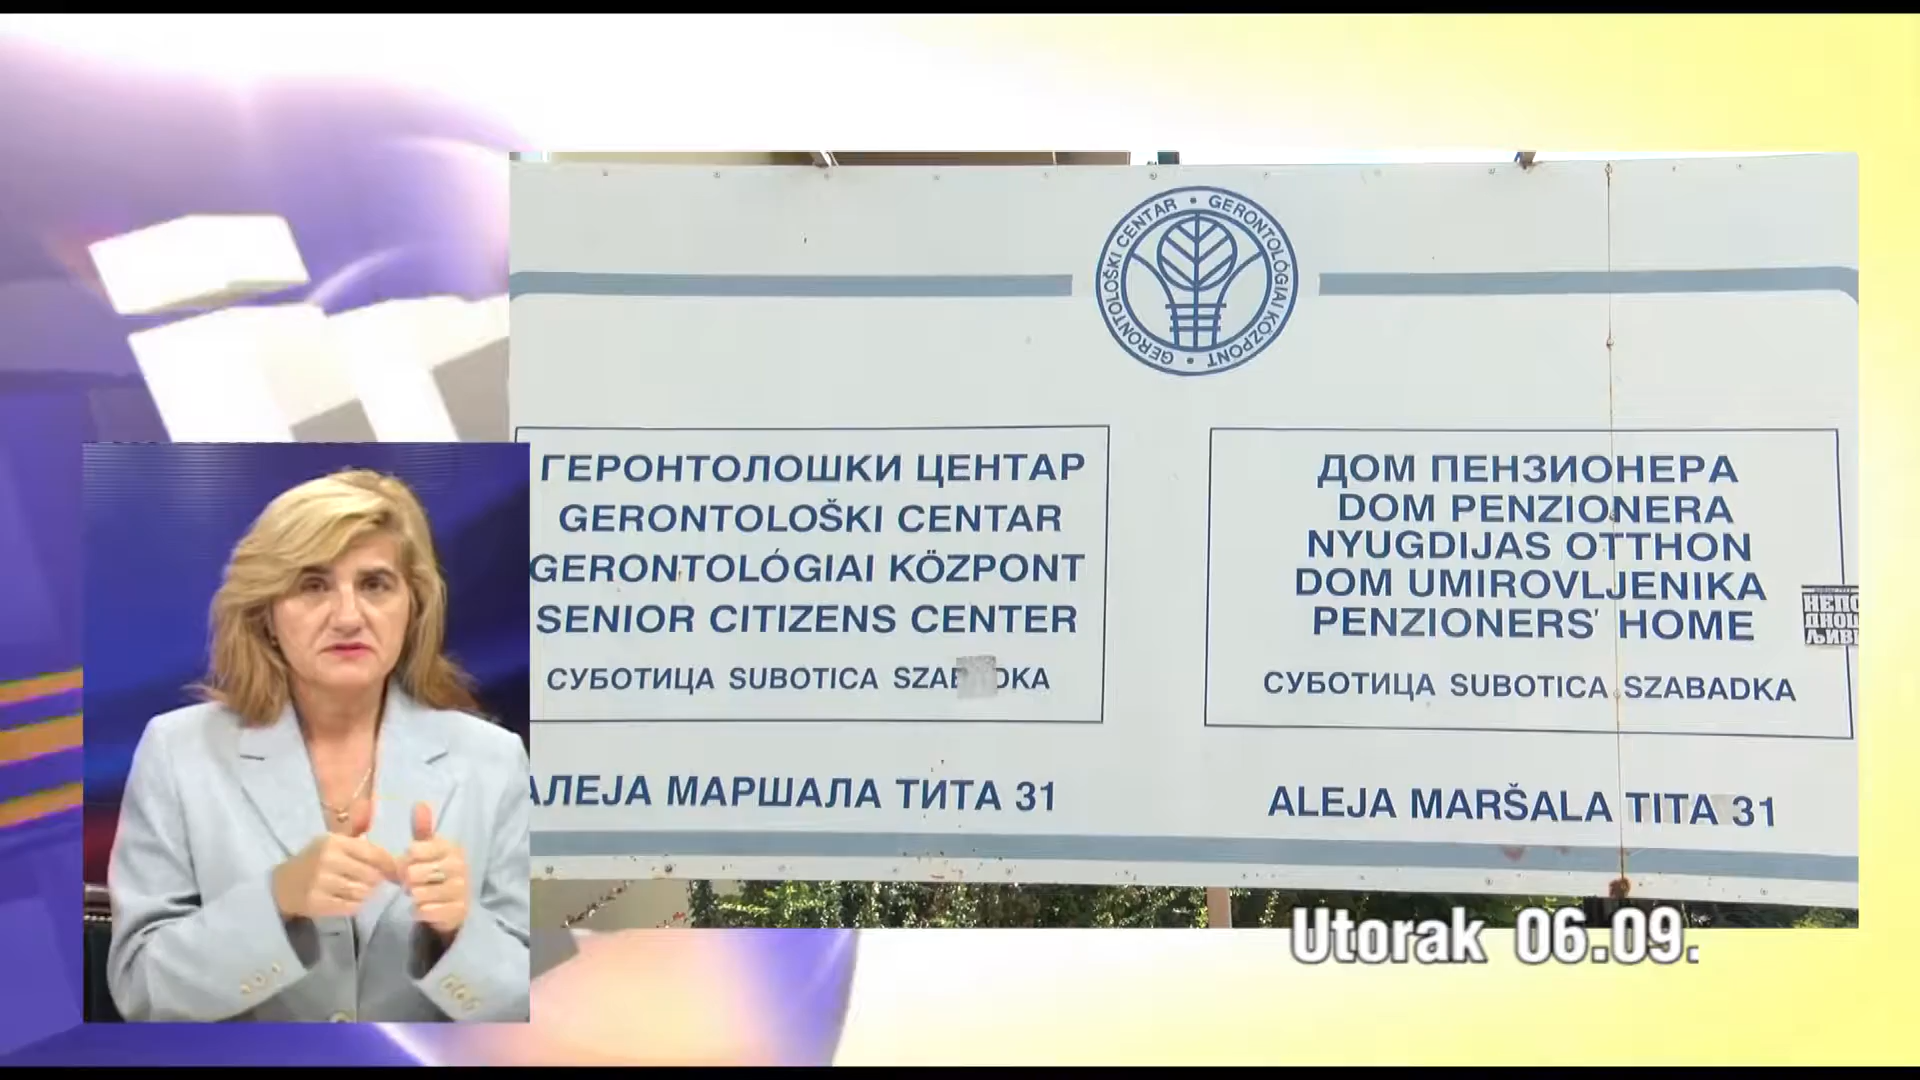 GERONTOLOŠKI CENTAR • GERONTOLÓGIAI KÖZPONT •
ГЕРОНТОЛОШКИ ЦЕНТАР
GERONTOLOŠKI CENTAR
GERONTOLÓGIAI KÖZPONT
SENIOR CITIZENS CENTER
СУБОТИЦА SUBOTICA
АЛЕЈА МАРШАЛА ТИТА 31
ДОМ ПЕНЗИОНЕРА
DOM PENZIONERA
NYUGDIJAS OTTHON
DOM UMIROVLJENIKA
PENZIONERS' HOME
СУБОТИЦА SUBOTICA SZABADKA
ALEJA MARŠALA TITA 31
Utorak 06.09.